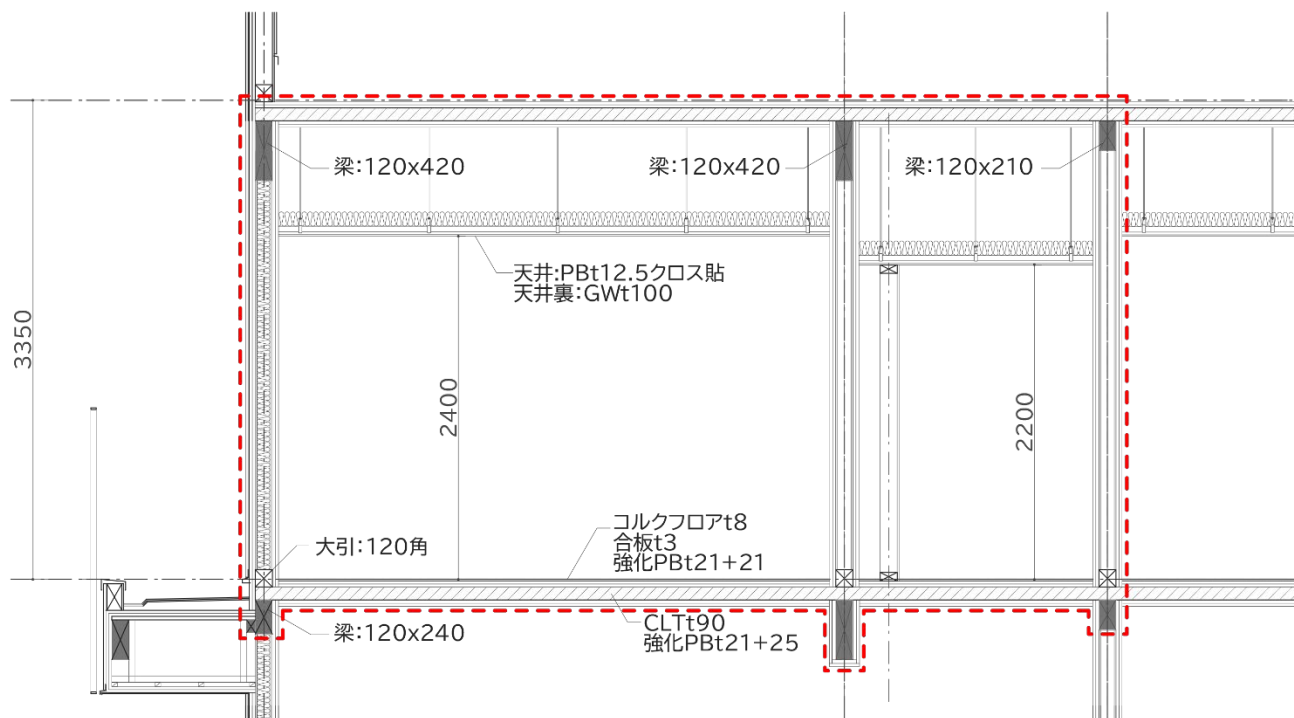 梁:120x420
梁:120x420
梁:120x210
天井:PBt12.5クロス貼
天井裏:GWt100
3350
2400
2200
コルクフロアt8
合板t3
強化PBt21+21
大引:120角
梁:120x240
CLTt90
強化PBt21+25